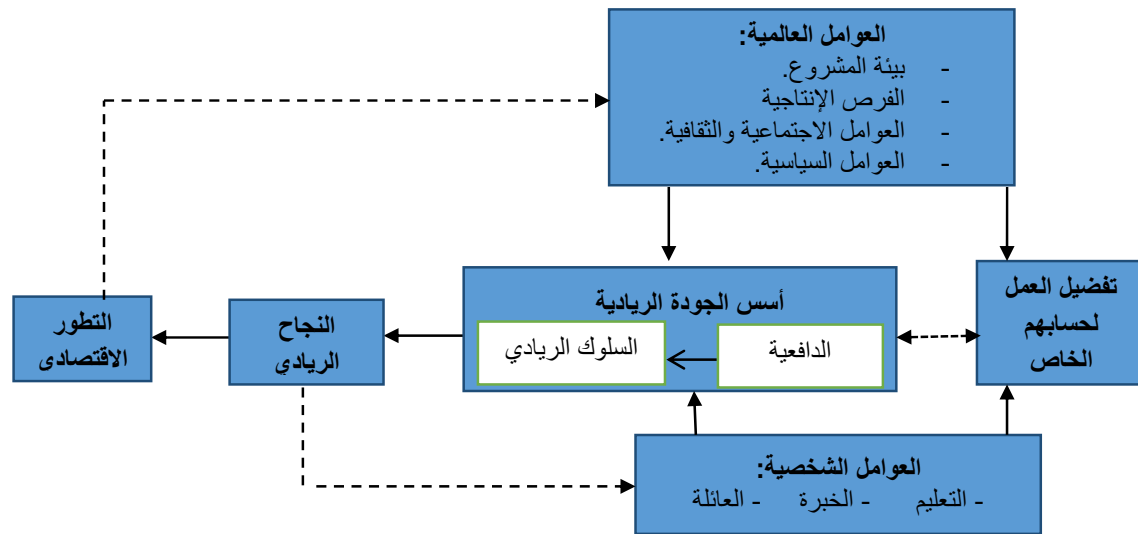 العوامل العالمية:
- بيئة المشروع.
- الفرص الإنتاجية
- العوامل الاجتماعية والثقافية.
- العوامل السياسية.
تفضيل العمل
لحسابهم
الخاص
أسس الجودة الريادية
الدافعية
السلوك الريادي
النجاح
الريادي
التطور
الاقتصادى
العوامل الشخصية:
- التعليم - الخبرة - العائلة